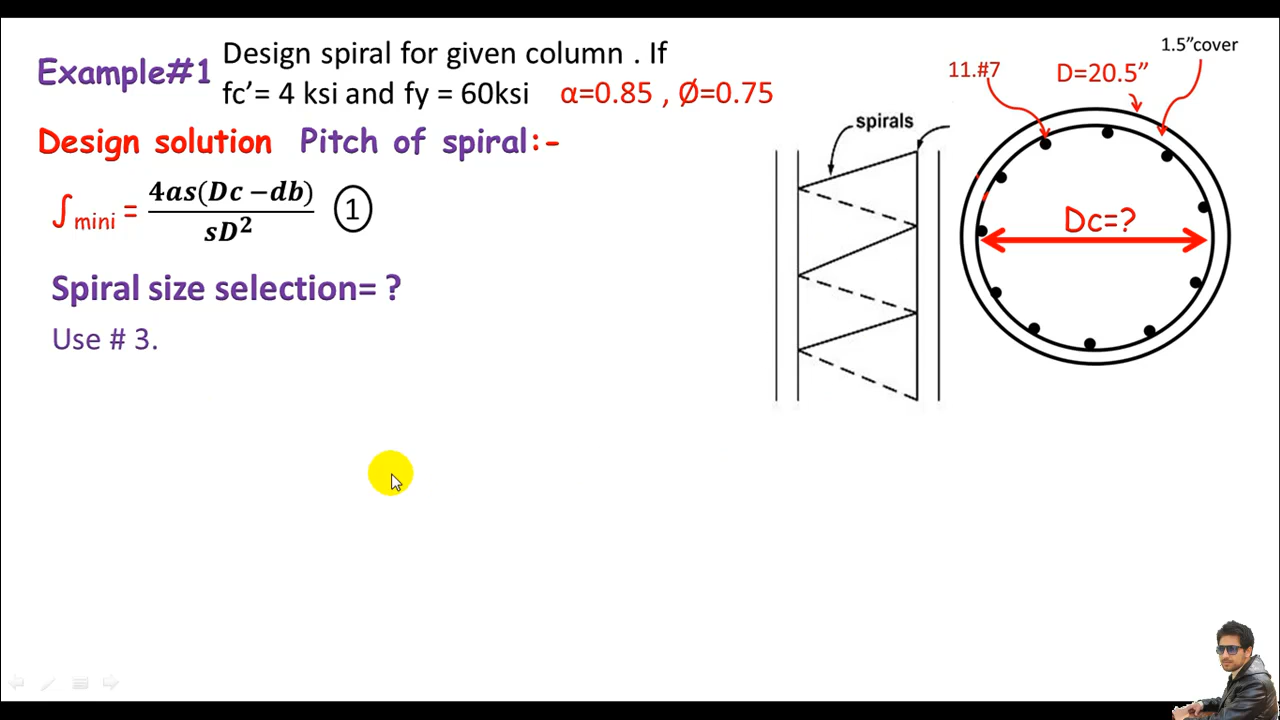 Example#1
Design spiral for given column . If
fc’= 4 ksi and fy = 60ksi α=0.85 , Ø=0.75
Design solution Pitch of spiral:-
∫mini = 4as(Dc −db) / sD² ①
Spiral size selection= ?
Use # 3.
spirals
11.#7
D=20.5”
1.5”cover
Dc=?